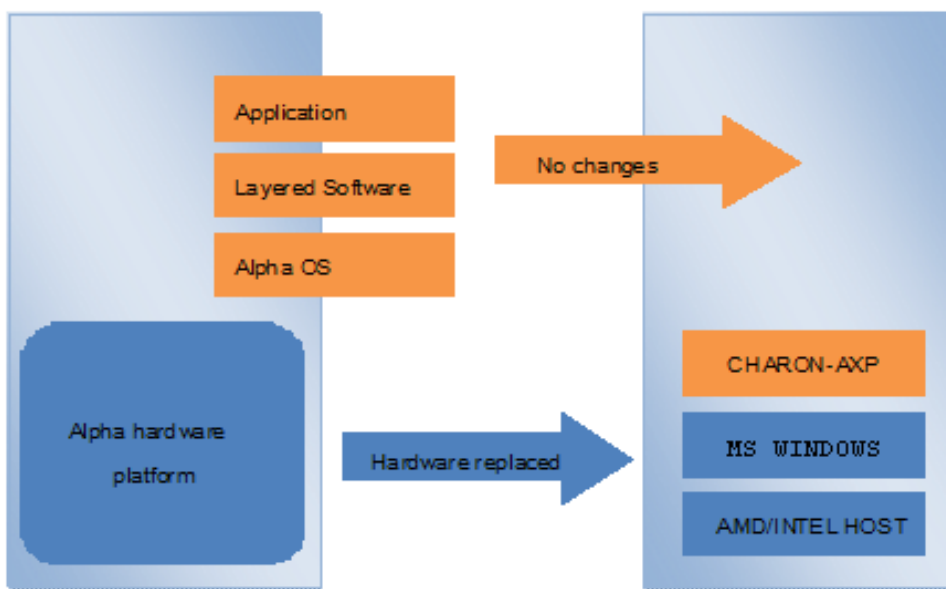 Application
Layered Software
Alpha OS
No changes
Alpha hardware
platform
Hardware replaced
CHARON-AXP
MS WINDOWS
AMD/INTEL HOST